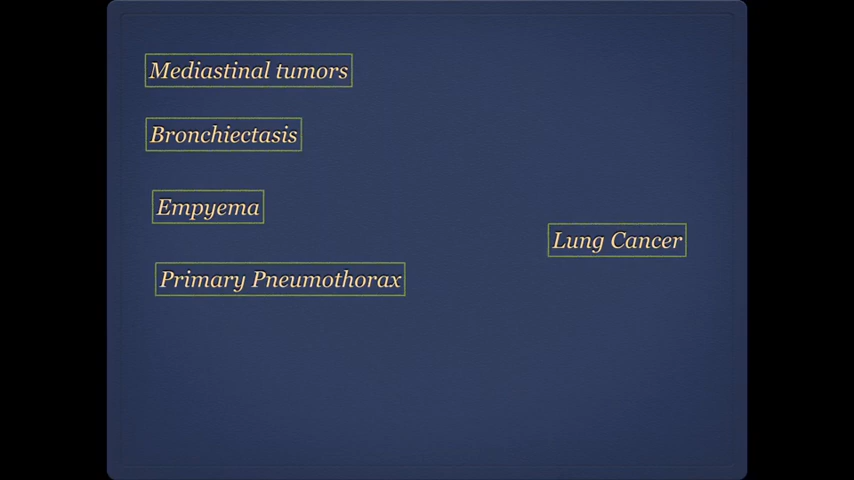 Mediastinal tumors
Bronchiectasis
Empyema
Lung Cancer
Primary Pneumothorax